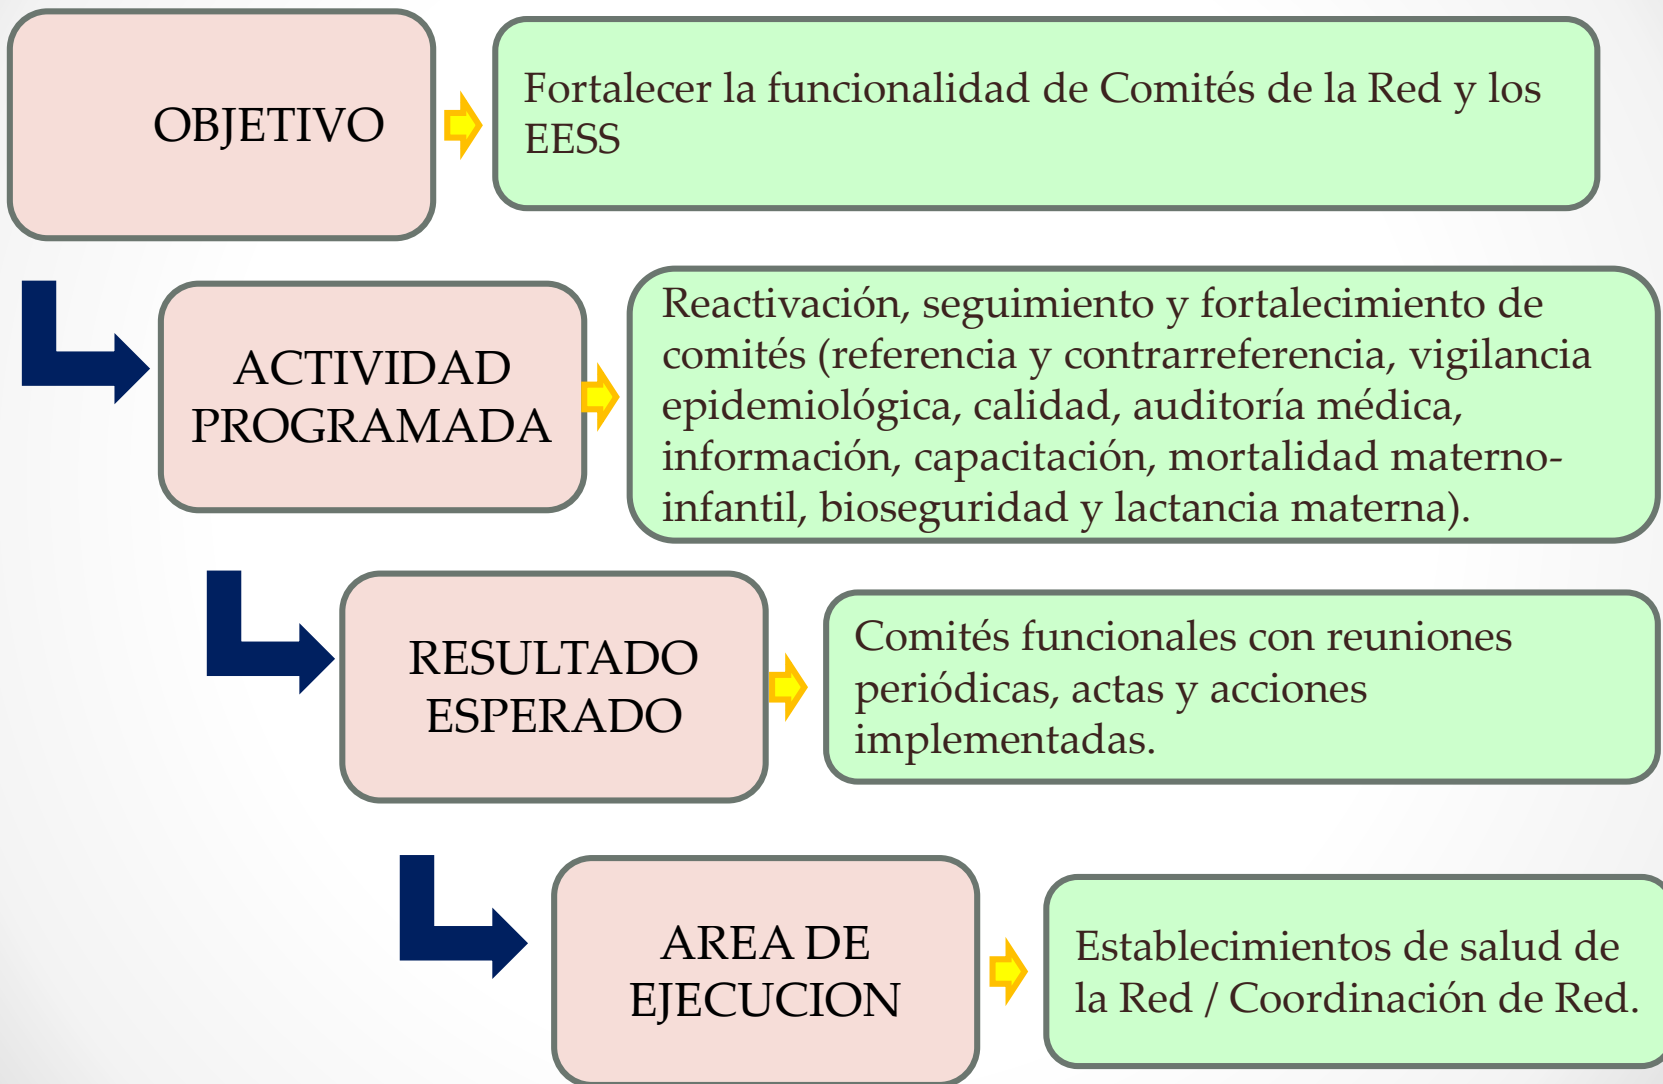 OBJETIVO
Fortalecer la funcionalidad de Comités de la Red y los
EESS
ACTIVIDAD
PROGRAMADA
Reactivación, seguimiento y fortalecimiento de
comités (referencia y contrarreferencia, vigilancia
epidemiológica, calidad, auditoría médica,
información, capacitación, mortalidad materno-
infantil, bioseguridad y lactancia materna).
RESULTADO
ESPERADO
Comités funcionales con reuniones
periódicas, actas y acciones
implementadas.
AREA DE
EJECUCION
Establecimientos de salud de
la Red / Coordinación de Red.